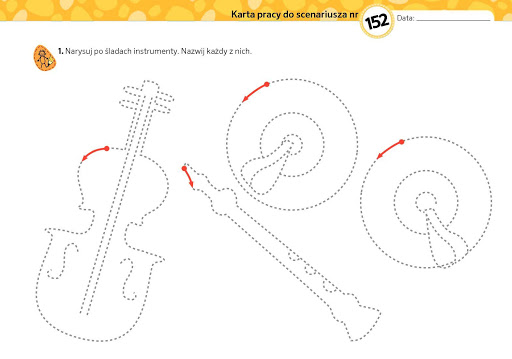 Karta pracy do scenariusza nr 152 Data:
1. Narysuj po śladach instrumenty. Nazwij każdy z nich.